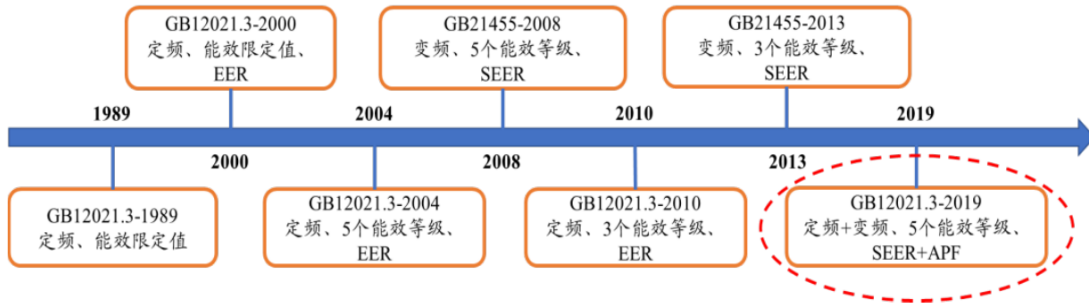 GB12021.3-2000
定频、能效限定值、
EER
GB21455-2008
变频、5个能效等级、
SEER
GB21455-2013
变频、3个能效等级、
SEER
1989
2004
2010
2019
2000
2008
2013
GB12021.3-1989
定频、能效限定值
GB12021.3-2004
定频、5个能效等级、
EER
GB12021.3-2010
定频、3个能效等级、
EER
GB12021.3-2019
定频+变频、5个能效等级、
SEER+APF